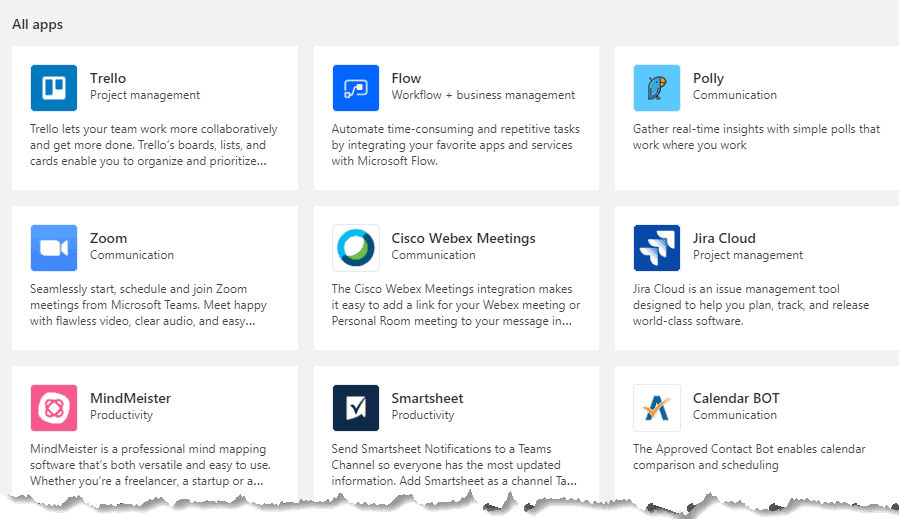 All apps
Trello
Project management
Trello lets your team work more collaboratively
and get more done. Trello's boards, lists, and
cards enable you to organize and prioritize...
Flow
Workflow + business management
Automate time-consuming and repetitive tasks
by integrating your favorite apps and services
with Microsoft Flow.
Polly
Communication
Gather real-time insights with simple polls that
work where you work
Zoom
Communication
Seamlessly start, schedule and join Zoom
meetings from Microsoft Teams. Meet happy
with flawless video, clear audio, and easy...
Cisco Webex Meetings
Communication
The Cisco Webex Meetings integration makes
it easy to add a link for your Webex meeting or
Personal Room meeting to your message in...
Jira Cloud
Project management
Jira Cloud is an issue management tool
designed to help you plan, track, and release
world-class software.
MindMeister
Productivity
MindMeister is a professional mind mapping
software that's both versatile and easy to use.
Whether you're a freelancer, a startup or a...
Smartsheet
Productivity
Send Smartsheet Notifications to a Teams
Channel so everyone has the most updated
information. Add Smartsheet as a channel Ta...
Calendar BOT
Communication
The Approved Contact Bot enables calendar
comparison and scheduling